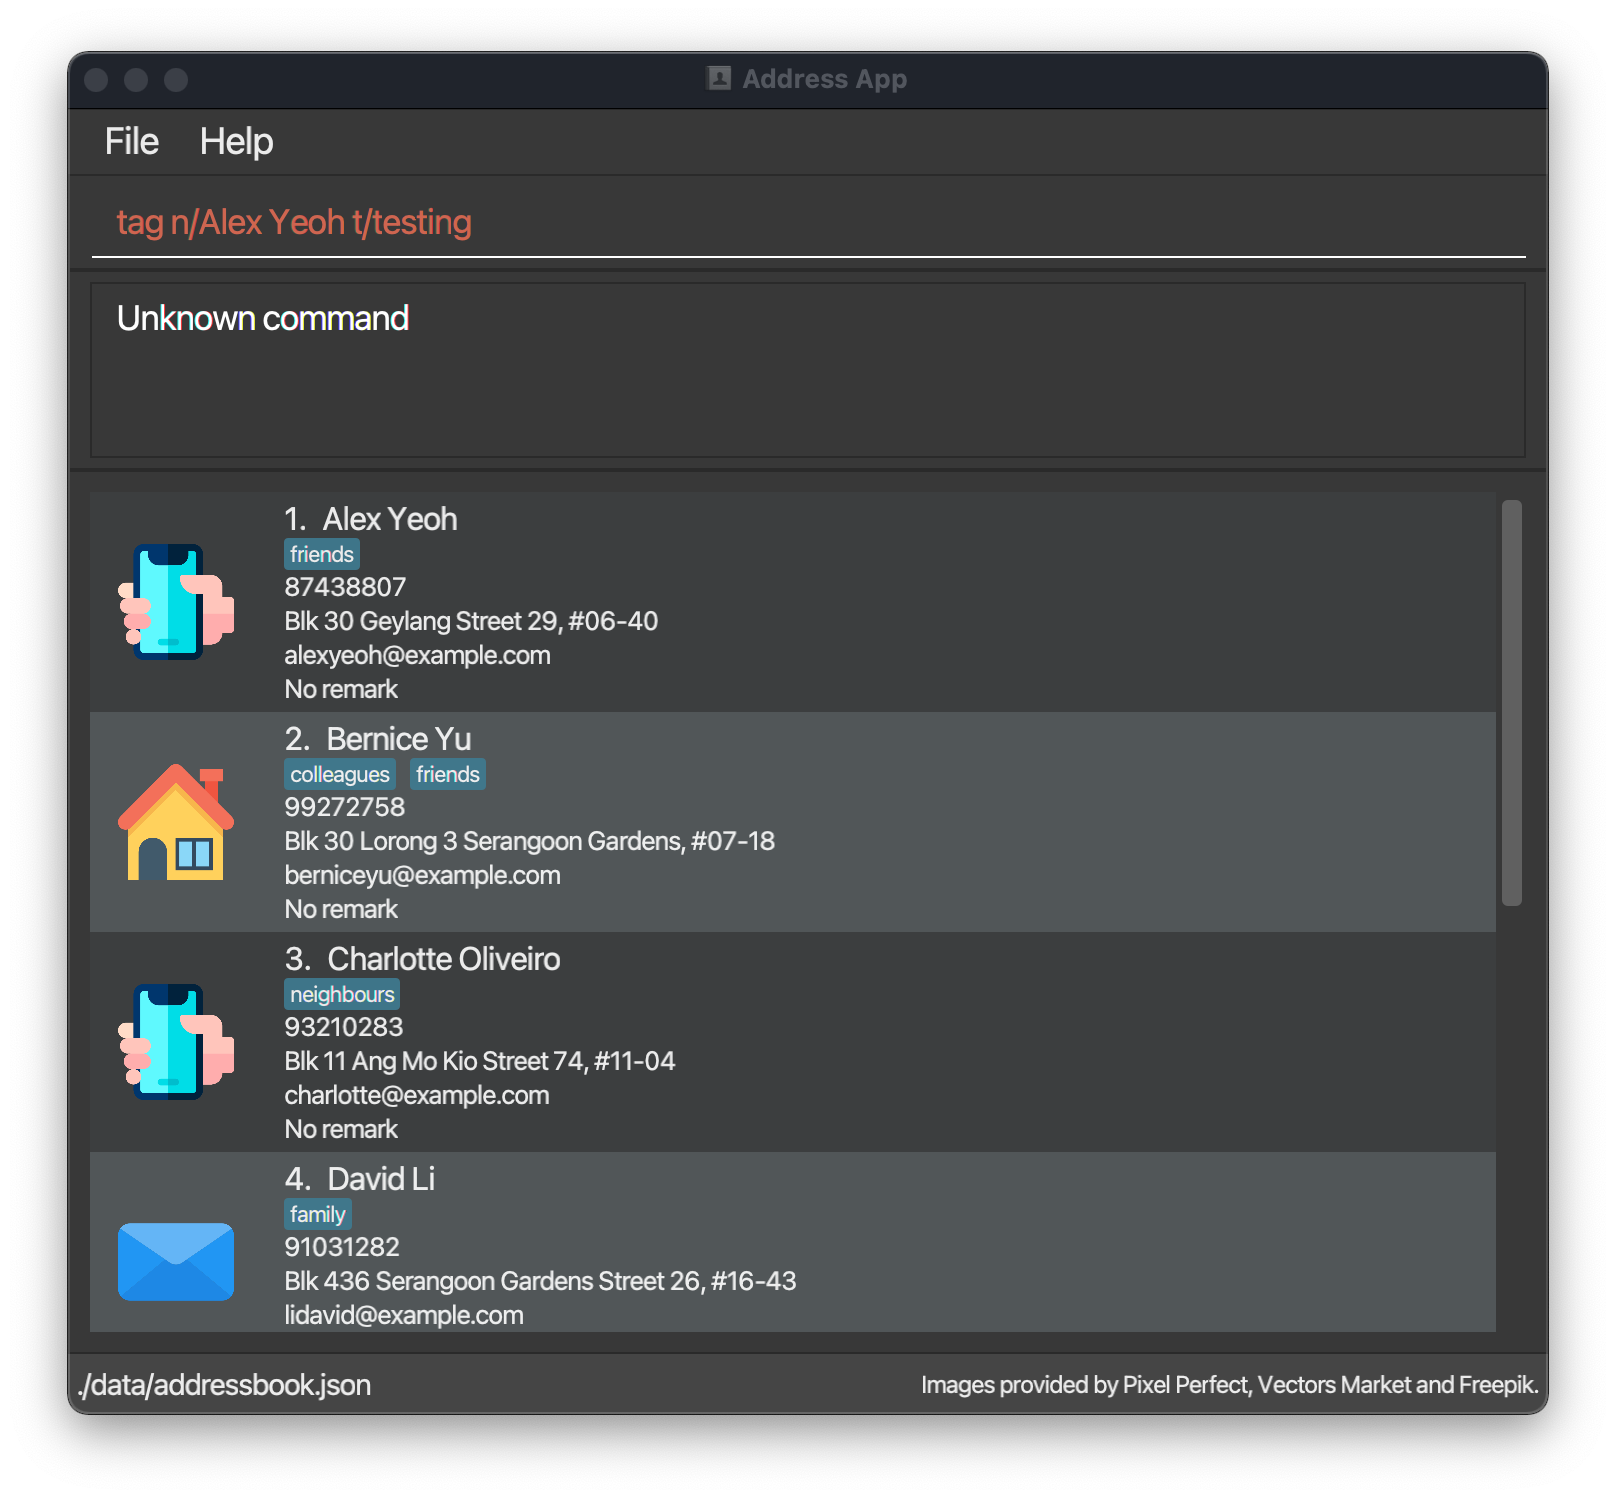 Address App
File Help
tag n/Alex Yeoh t/testing
Unknown command
1. Alex Yeoh
friends
87438807
Blk 30 Geylang Street 29, #06-40
alexyeoh@example.com
No remark
2. Bernice Yu
colleagues friends
99272758
Blk 30 Lorong 3 Serangoon Gardens, #07-18
berniceyu@example.com
No remark
3. Charlotte Oliveiro
neighbours
93210283
Blk 11 Ang Mo Kio Street 74, #11-04
charlotte@example.com
No remark
4. David Li
family
91031282
Blk 436 Serangoon Gardens Street 26, #16-43
lidavid@example.com
./data/addressbook.json Images provided by Pixel Perfect, Vectors Market and Freepik.